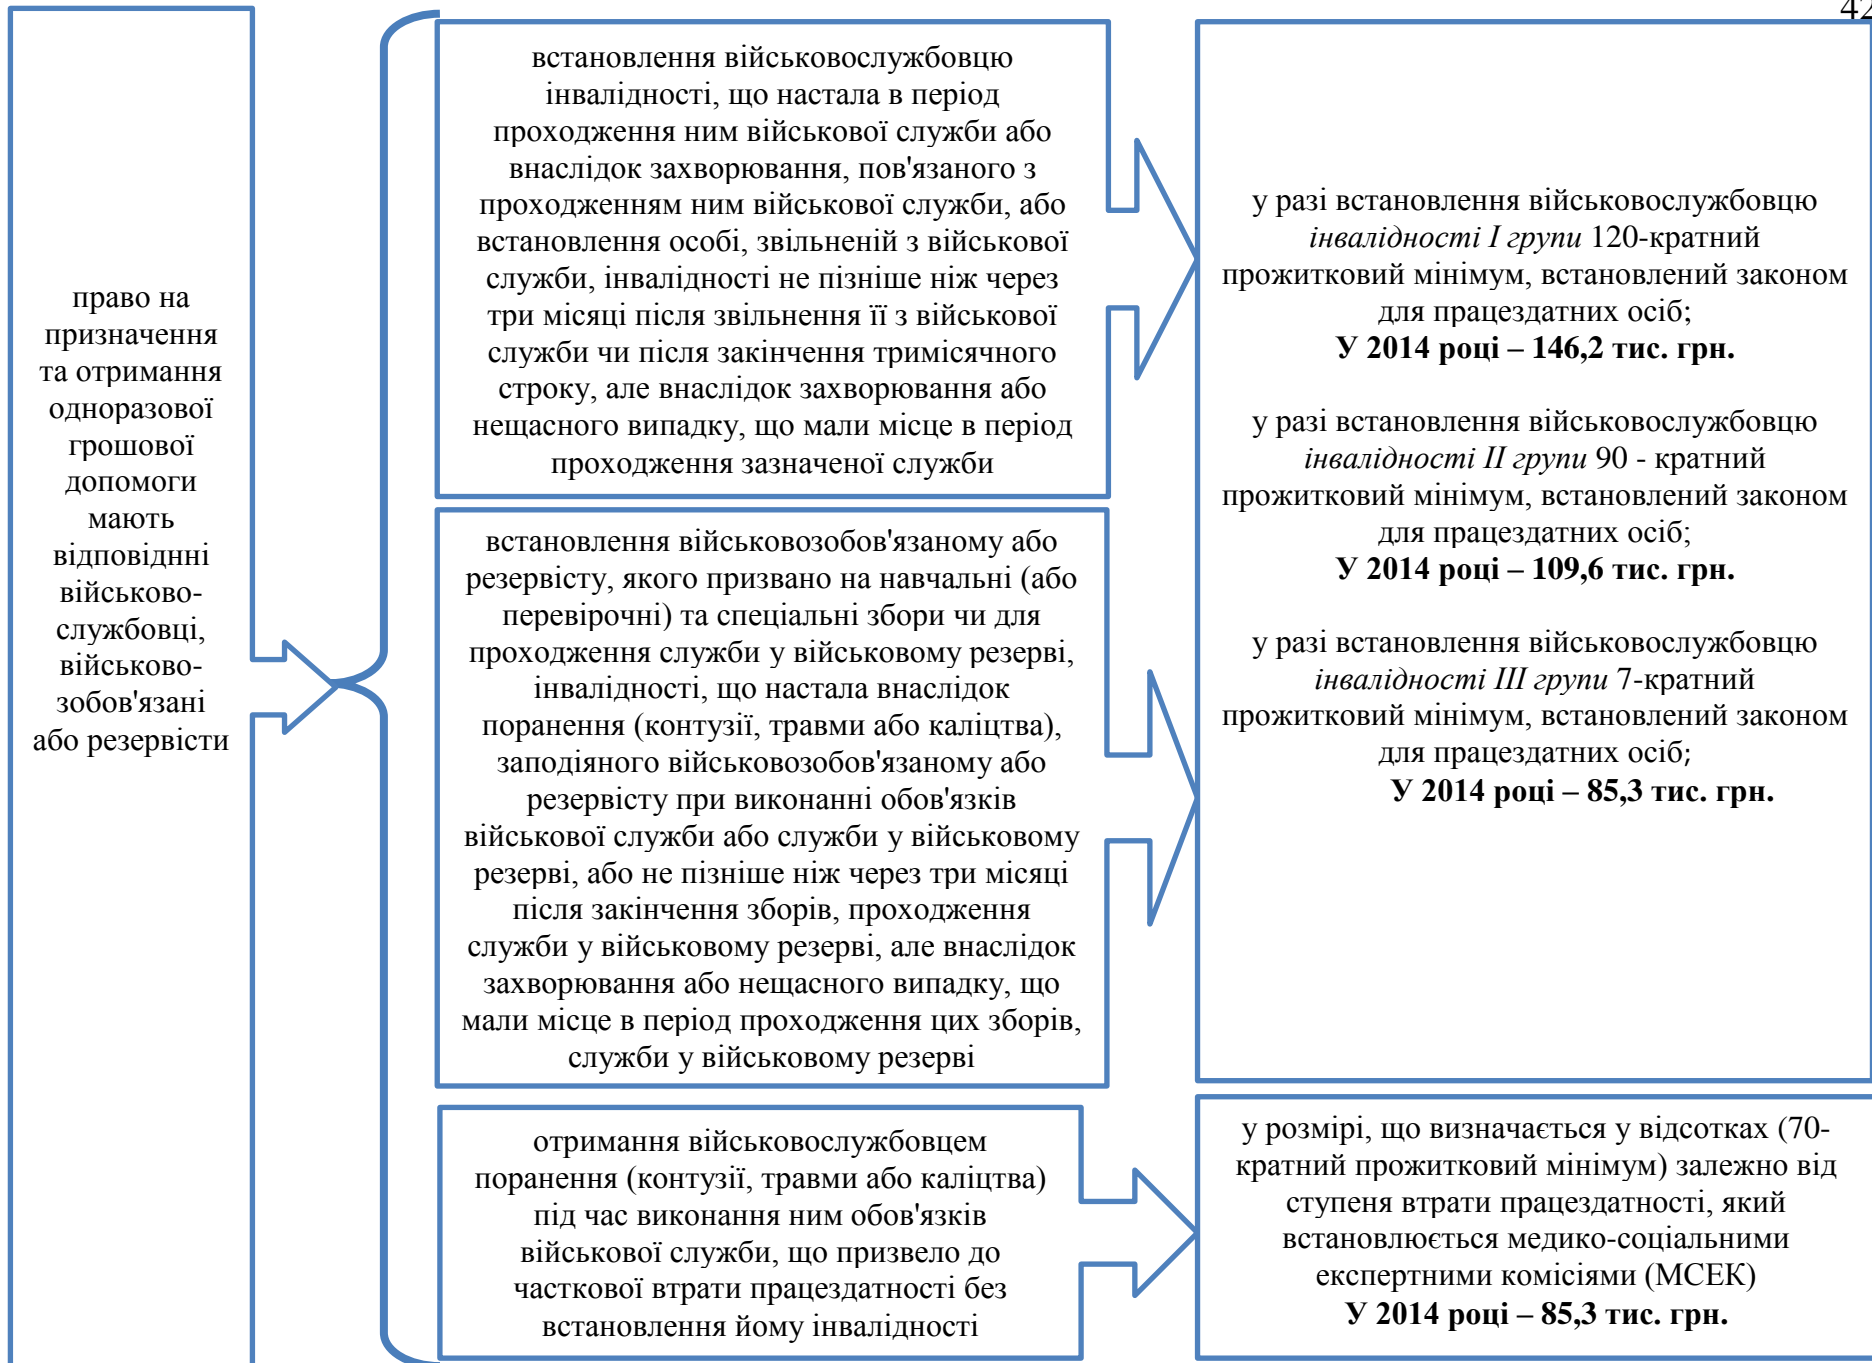 42
право на
призначення
та отримання
одноразової
грошової
допомоги
мають
відповіднні
військово-
службовці,
військово-
зобов'язані
або резервісти
встановлення військовослужбовцю
інвалідності, що настала в період
проходження ним військової служби або
внаслідок захворювання, пов'язаного з
проходженням ним військової служби, або
встановлення особі, звільненій з військової
служби, інвалідності не пізніше ніж через
три місяці після звільнення її з військової
служби чи після закінчення тримісячного
строку, але внаслідок захворювання або
нещасного випадку, що мали місце в період
проходження зазначеної служби
встановлення військовозобов'язаному або
резервісту, якого призвано на навчальні (або
перевірочні) та спеціальні збори чи для
проходження служби у військовому резерві,
інвалідності, що настала внаслідок
поранення (контузії, травми або каліцтва),
заподіяного військовозобов'язаному або
резервісту при виконанні обов'язків
військової служби або служби у військовому
резерві, або не пізніше ніж через три місяці
після закінчення зборів, проходження
служби у військовому резерві, але внаслідок
захворювання або нещасного випадку, що
мали місце в період проходження цих зборів,
служби у військовому резерві
отримання військовослужбовцем
поранення (контузії, травми або каліцтва)
під час виконання ним обов'язків
військової служби, що призвело до
часткової втрати працездатності без
встановлення йому інвалідності
у разі встановлення військовослужбовцю
інвалідності І групи 120-кратний
прожитковий мінімум, встановлений законом
для працездатних осіб;
У 2014 році – 146,2 тис. грн.
у разі встановлення військовослужбовцю
інвалідності ІІ групи 90 - кратний
прожитковий мінімум, встановлений законом
для працездатних осіб;
У 2014 році – 109,6 тис. грн.
у разі встановлення військовослужбовцю
інвалідності ІІІ групи 7-кратний
прожитковий мінімум, встановлений законом
для працездатних осіб;
У 2014 році – 85,3 тис. грн.
у розмірі, що визначається у відсотках (70-
кратний прожитковий мінімум) залежно від
ступеня втрати працездатності, який
встановлюється медико-соціальними
експертними комісіями (МСЕК)
У 2014 році – 85,3 тис. грн.